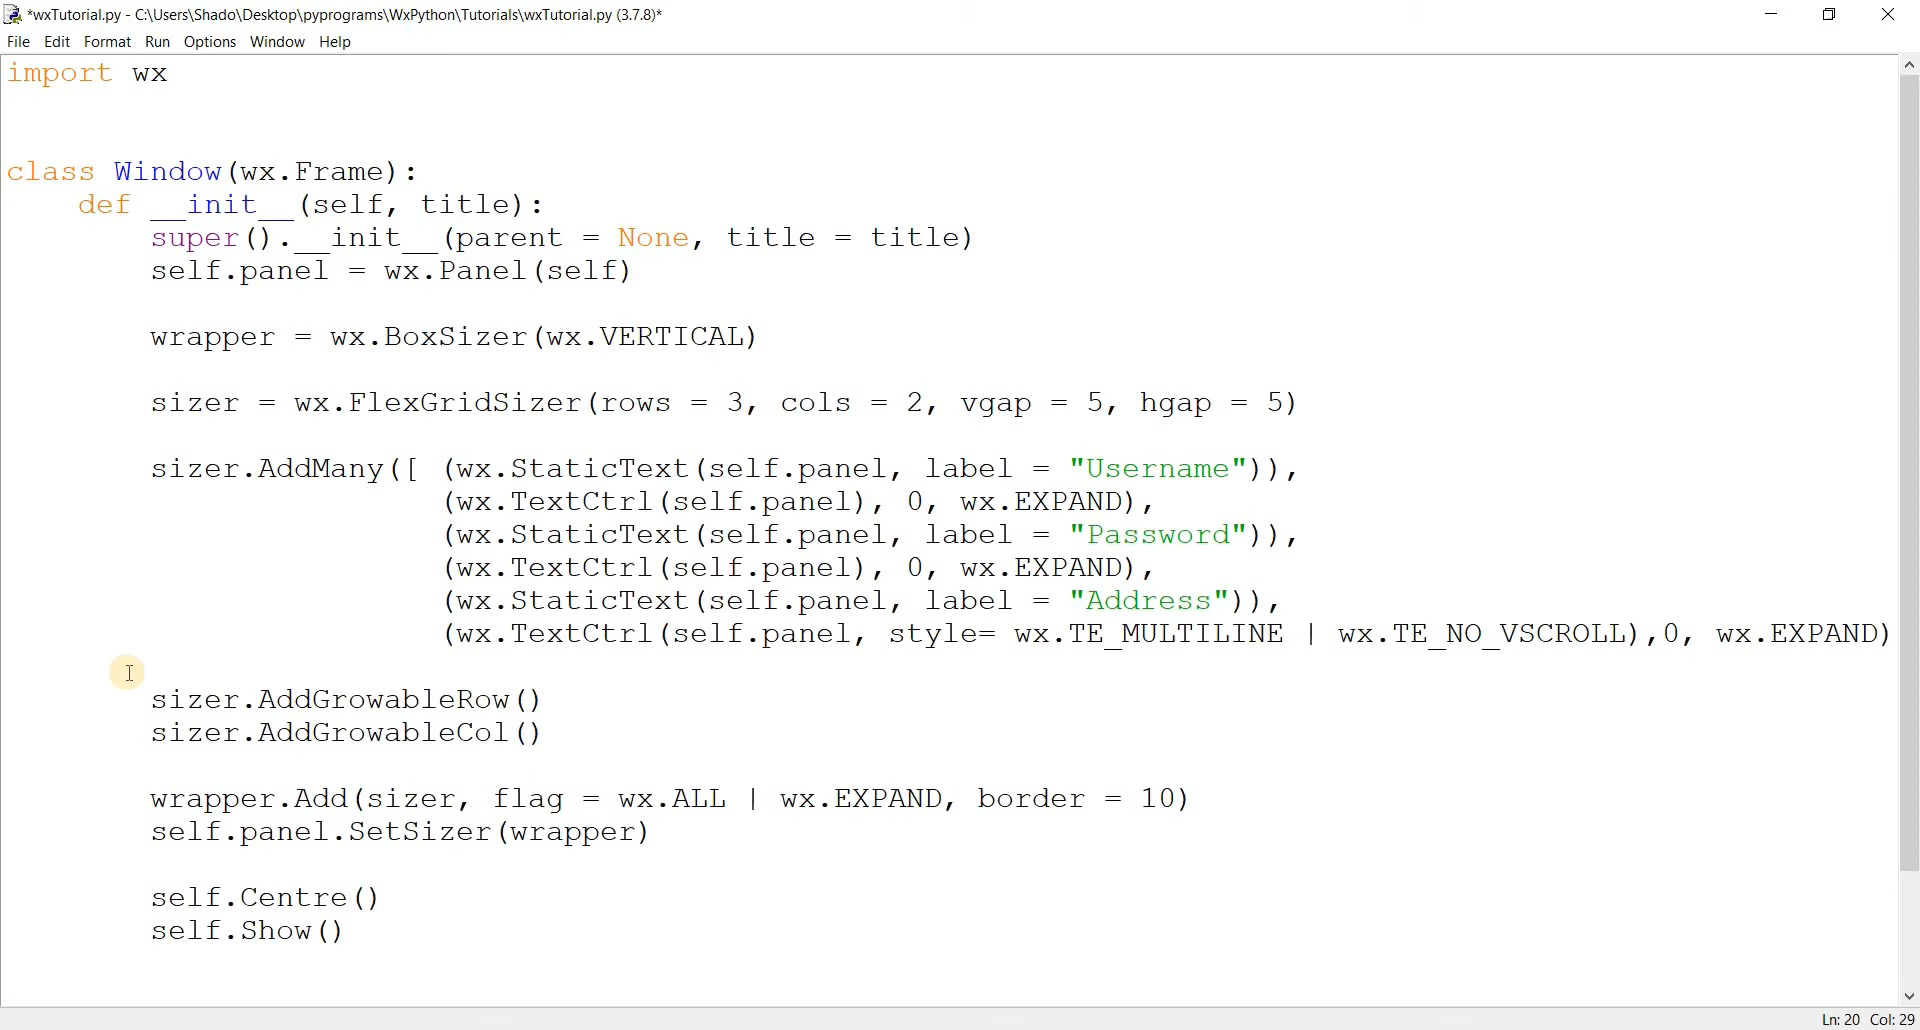 *wxTutorial.py - C:\Users\Shado\Desktop\pyprograms\WxPython\Tutorials\wxTutorial.py (3.7.8)*
File Edit Format Run Options Window Help
import wx
class Window(wx.Frame):
    def __init__(self, title):
        super().__init__(parent = None, title = title)
        self.panel = wx.Panel(self)
        wrapper = wx.BoxSizer(wx.VERTICAL)
        sizer = wx.FlexGridSizer(rows = 3, cols = 2, vgap = 5, hgap = 5)
        sizer.AddMany([ (wx.StaticText(self.panel, label = "Username")),
                        (wx.TextCtrl(self.panel), 0, wx.EXPAND),
                        (wx.StaticText(self.panel, label = "Password")),
                        (wx.TextCtrl(self.panel), 0, wx.EXPAND),
                        (wx.StaticText(self.panel, label = "Address")),
                        (wx.TextCtrl(self.panel, style= wx.TE_MULTILINE | wx.TE_NO_VSCROLL),0, wx.EXPAND)
        sizer.AddGrowableRow()
        sizer.AddGrowableCol()
        wrapper.Add(sizer, flag = wx.ALL | wx.EXPAND, border = 10)
        self.panel.SetSizer(wrapper)
        self.Centre()
        self.Show()
Ln: 20 Col: 29